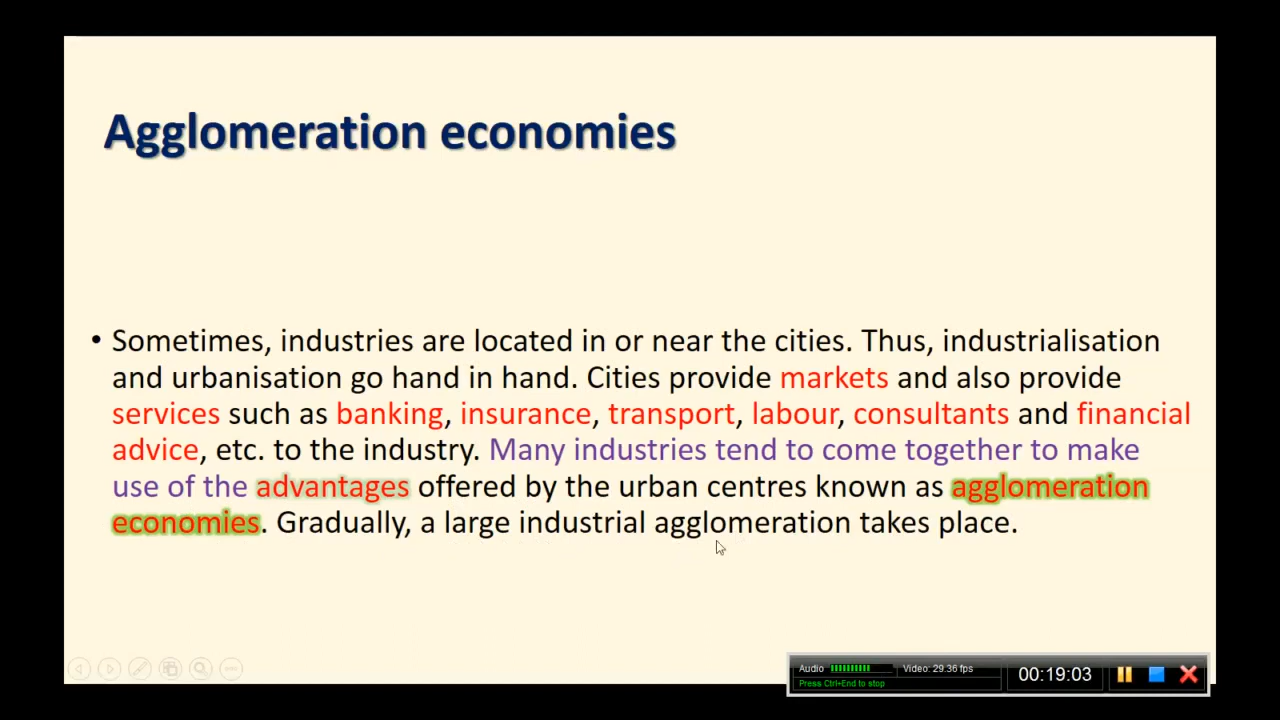 Agglomeration economies
• Sometimes, industries are located in or near the cities. Thus, industrialisation
and urbanisation go hand in hand. Cities provide markets and also provide
services such as banking, insurance, transport, labour, consultants and financial
advice, etc. to the industry. Many industries tend to come together to make
use of the advantages offered by the urban centres known as agglomeration
economies. Gradually, a large industrial agglomeration takes place.
Audio
Video: 29.36 fps
Press Ctrl+End to stop
00:19:03